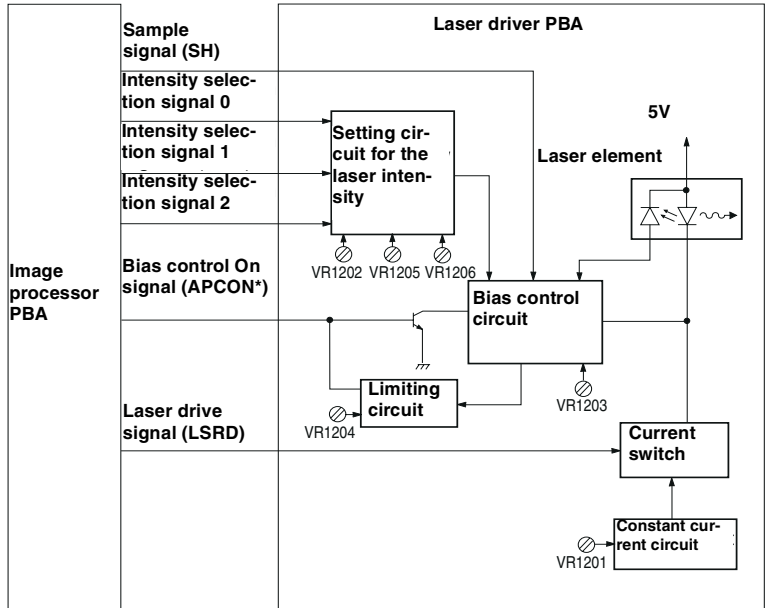 Sample
signal (SH)
Laser driver PBA
Intensity selec-
tion signal 0
Intensity selec-
tion signal 1
Intensity selec-
tion signal 2
Setting cir-
cuit for the
laser inten-
sity
5V
Laser element
VR1202
VR1205
VR1206
Image
processor
PBA
Bias control On
signal (APCON*)
Bias control
circuit
Limiting
circuit
VR1204
VR1203
Laser drive
signal (LSRD)
Current
switch
Constant cur-
rent circuit
VR1201